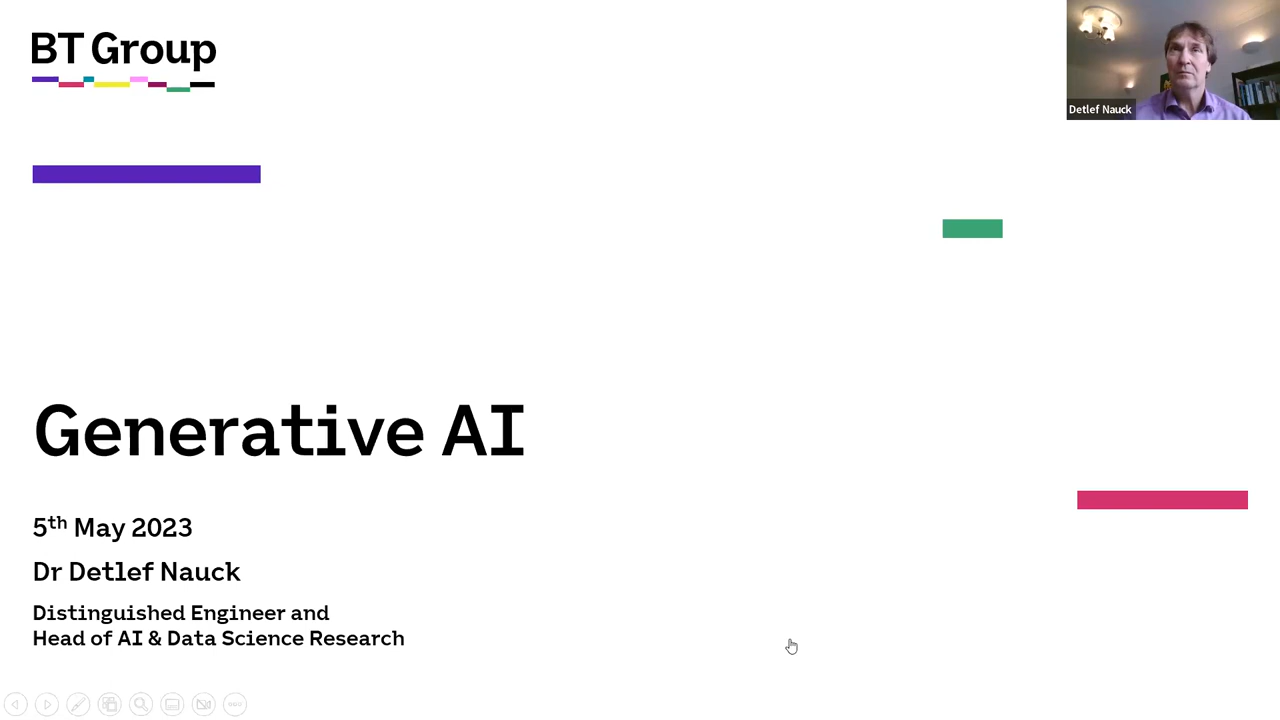 BT Group
Detlef Nauck
Generative AI
5th May 2023
Dr Detlef Nauck
Distinguished Engineer and
Head of AI & Data Science Research